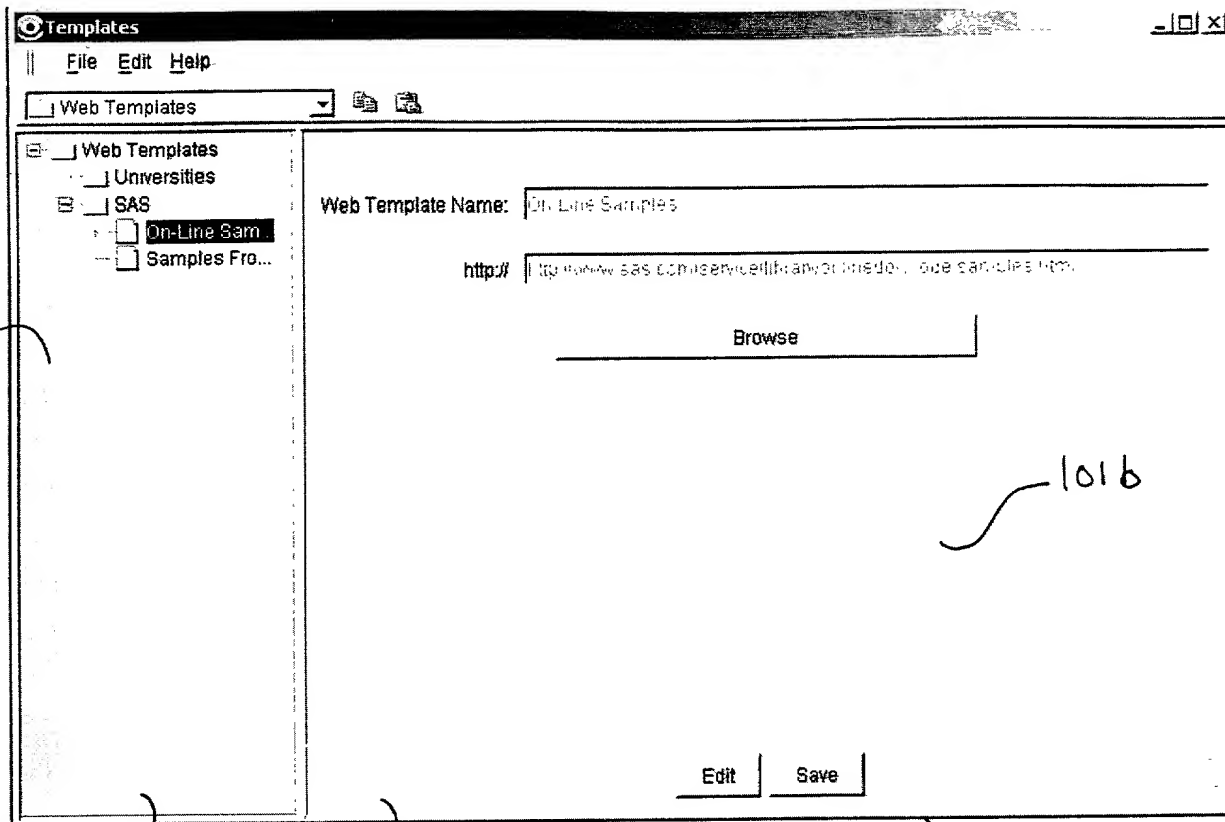 Templates
File Edit Help
Web Templates
Web Templates
Universities
SAS
On-Line Sam...
Samples Fro...
Web Template Name: On-Line Samples
http://
Browse
101b
Edit Save